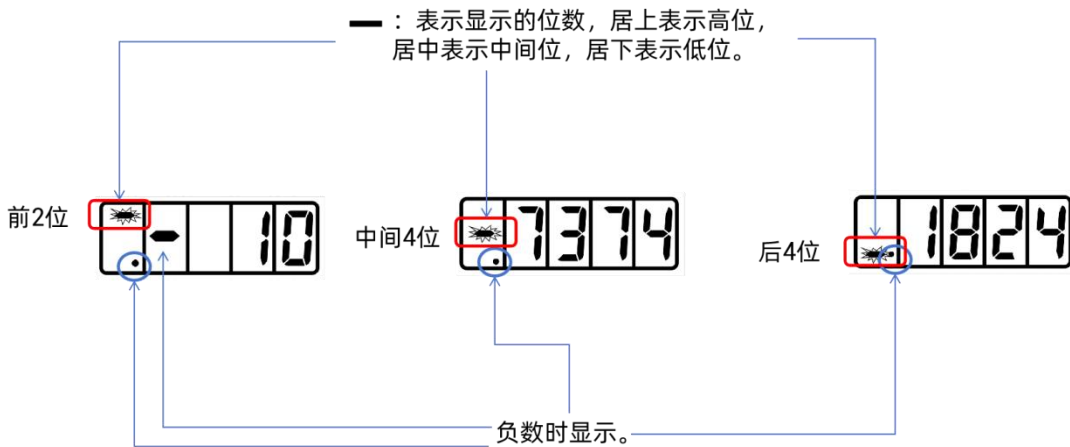 ━ ：表示显示的位数，居上表示高位，
居中表示中间位，居下表示低位。
前2位
- 10
中间4位
7374
后4位
1824
负数时显示。